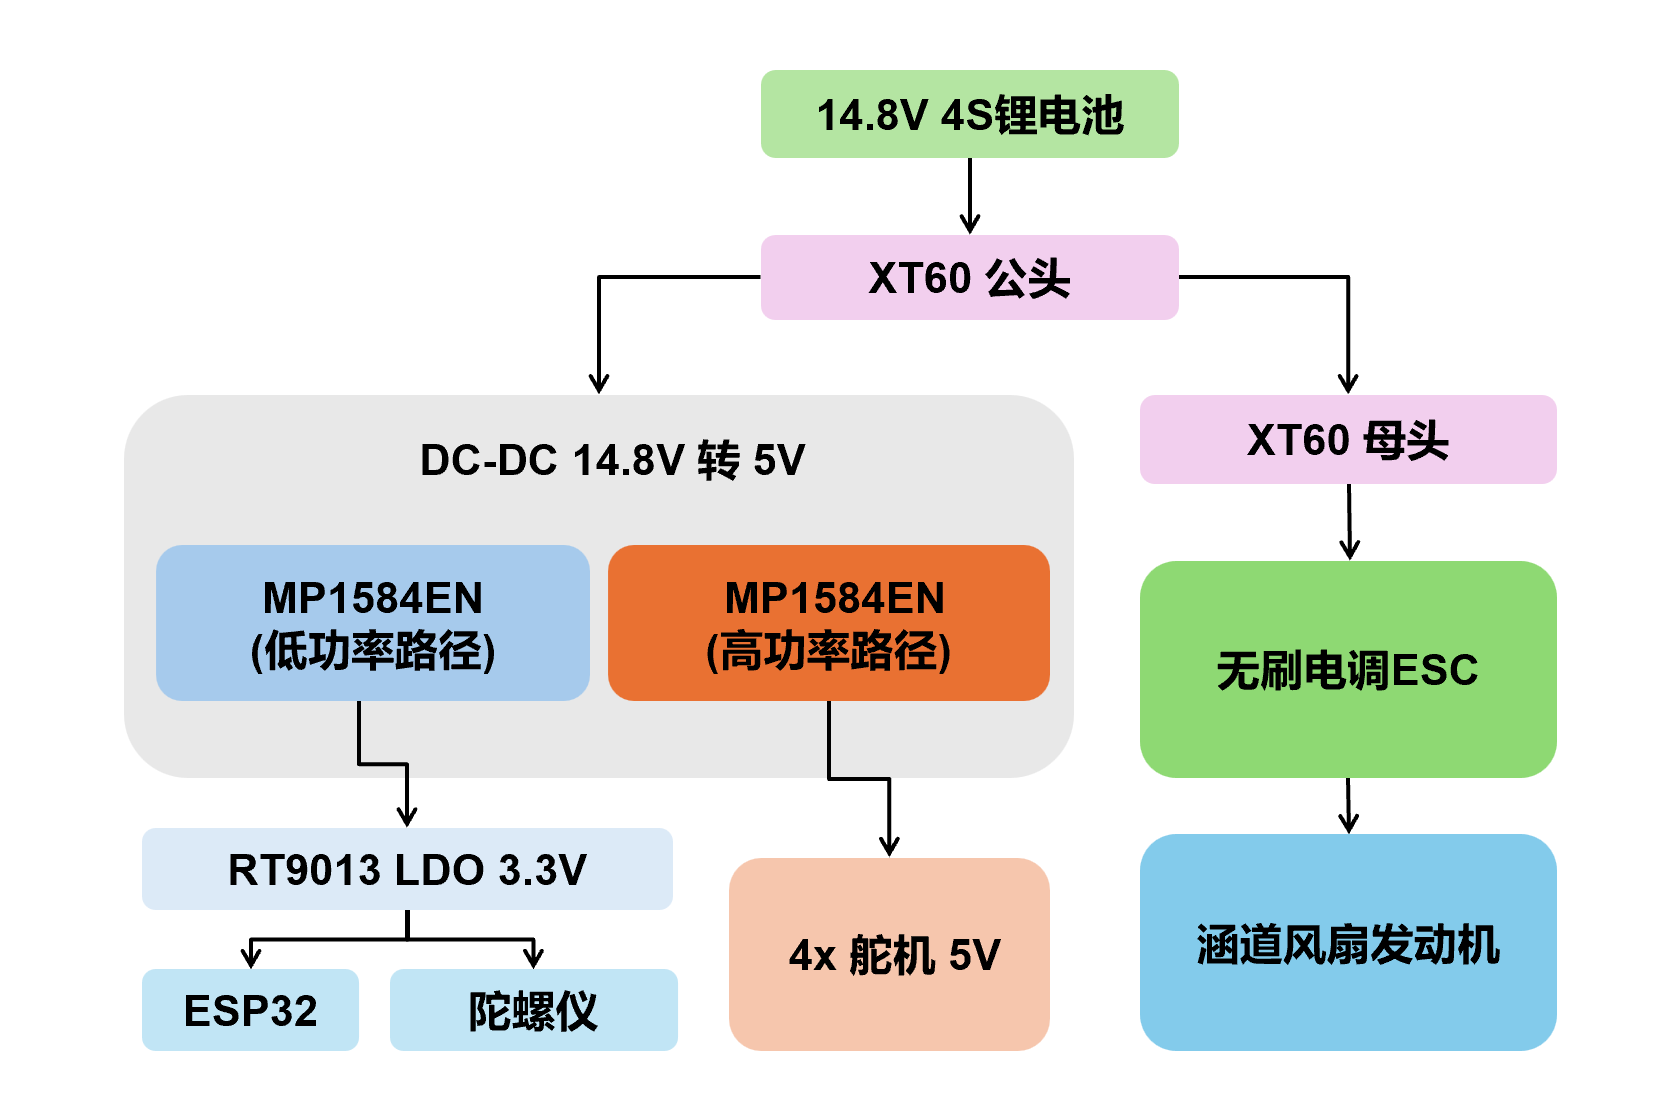 14.8V 4S锂电池
XT60 公头
DC-DC 14.8V 转 5V
XT60 母头
MP1584EN
(低功率路径)
MP1584EN
(高功率路径)
无刷电调ESC
RT9013 LDO 3.3V
4x 舵机 5V
涵道风扇发动机
ESP32
陀螺仪